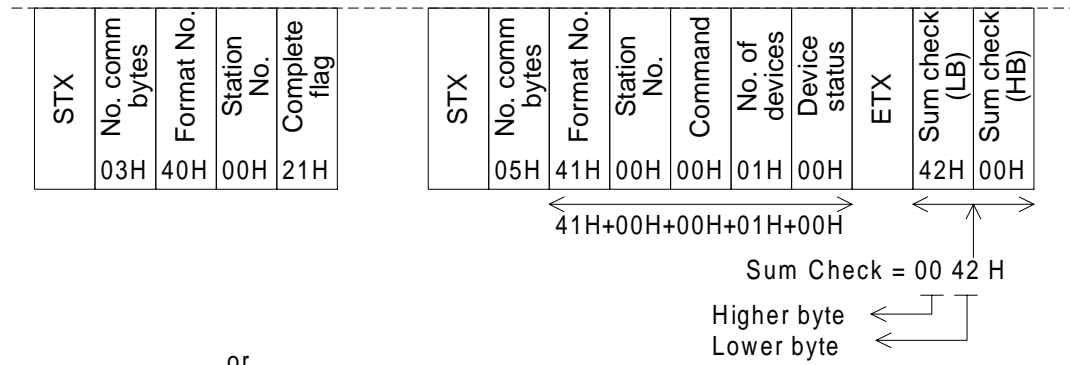 STX
No. comm bytes
Format No.
Station No.
Complete flag
03H 40H 00H 21H
STX
No. comm bytes
Format No.
Station No.
Command
No. of devices
Device status
ETX
Sum check (LB)
Sum check (HB)
05H 41H 00H 00H 01H 00H 42H 00H
41H+00H+00H+01H+00H
Sum Check = 00 42 H
Higher byte
Lower byte
or